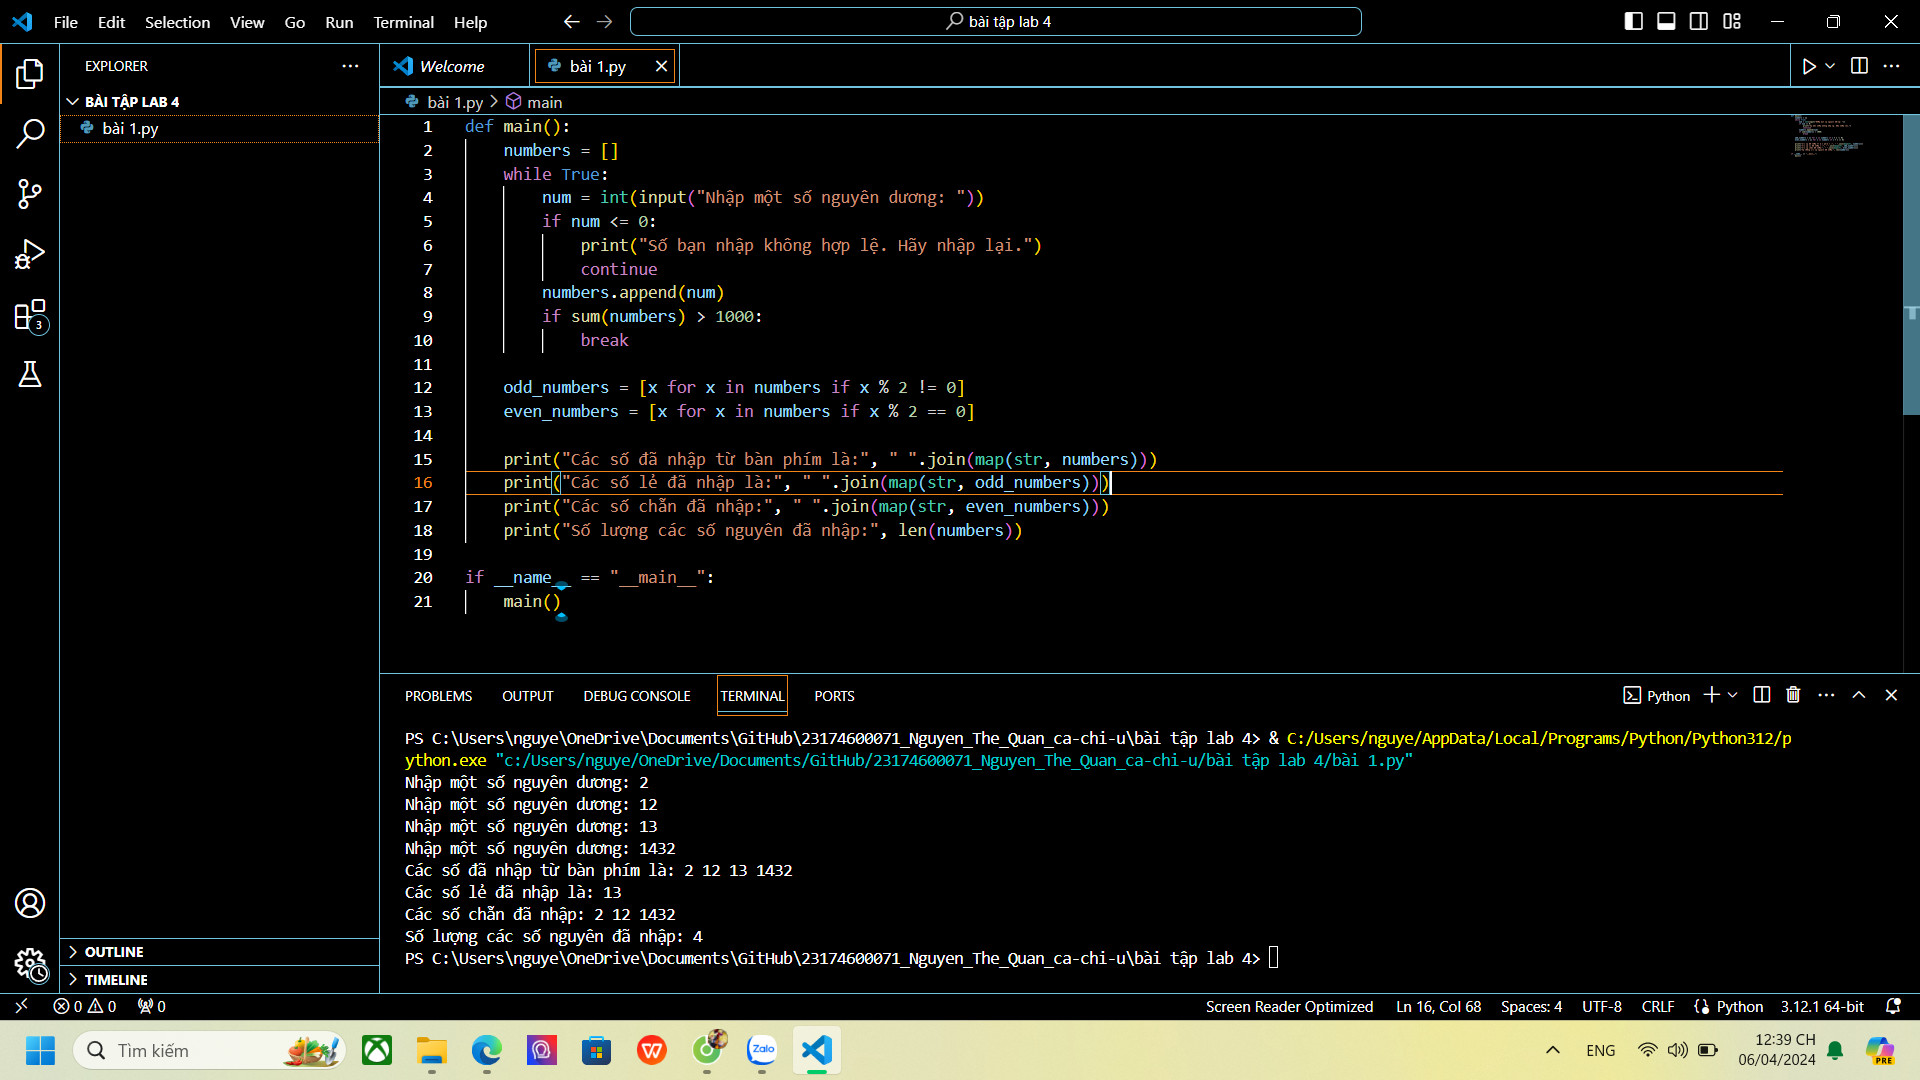 File Edit Selection View Go Run Terminal Help
bài tập lab 4
EXPLORER
BÀI TẬP LAB 4
bài 1.py
OUTLINE
TIMELINE
3
Welcome
bài 1.py
bài 1.py > main
1 def main():
2 numbers = []
3 while True:
4 num = int(input("Nhập một số nguyên dương: "))
5 if num <= 0:
6 print("Số bạn nhập không hợp lệ. Hãy nhập lại.")
7 continue
8 numbers.append(num)
9 if sum(numbers) > 1000:
10 break
11
12 odd_numbers = [x for x in numbers if x % 2 != 0]
13 even_numbers = [x for x in numbers if x % 2 == 0]
14
15 print("Các số đã nhập từ bàn phím là:", " ".join(map(str, numbers)))
16 print("Các số lẻ đã nhập là:", " ".join(map(str, odd_numbers)))
17 print("Các số chẵn đã nhập:", " ".join(map(str, even_numbers)))
18 print("Số lượng các số nguyên đã nhập:", len(numbers))
19
20 if __name__ == "__main__":
21 main()
PROBLEMS OUTPUT DEBUG CONSOLE TERMINAL PORTS
Python
PS C:\Users\nguye\OneDrive\Documents\GitHub\23174600071_Nguyen_The_Quan_ca-chi-u\bài tập lab 4> & C:/Users/nguye/AppData/Local/Programs/Python/Python312/p
ython.exe "c:/Users/nguye/OneDrive/Documents/GitHub/23174600071_Nguyen_The_Quan_ca-chi-u/bài tập lab 4/bài 1.py"
Nhập một số nguyên dương: 2
Nhập một số nguyên dương: 12
Nhập một số nguyên dương: 13
Nhập một số nguyên dương: 1432
Các số đã nhập từ bàn phím là: 2 12 13 1432
Các số lẻ đã nhập là: 13
Các số chẵn đã nhập: 2 12 1432
Số lượng các số nguyên đã nhập: 4
PS C:\Users\nguye\OneDrive\Documents\GitHub\23174600071_Nguyen_The_Quan_ca-chi-u\bài tập lab 4>
0 0 0
Screen Reader Optimized Ln 16, Col 68 Spaces: 4 UTF-8 CRLF Python 3.12.1 64-bit
Tìm kiếm
Zalo
ENG
12:39 CH
06/04/2024
PRE